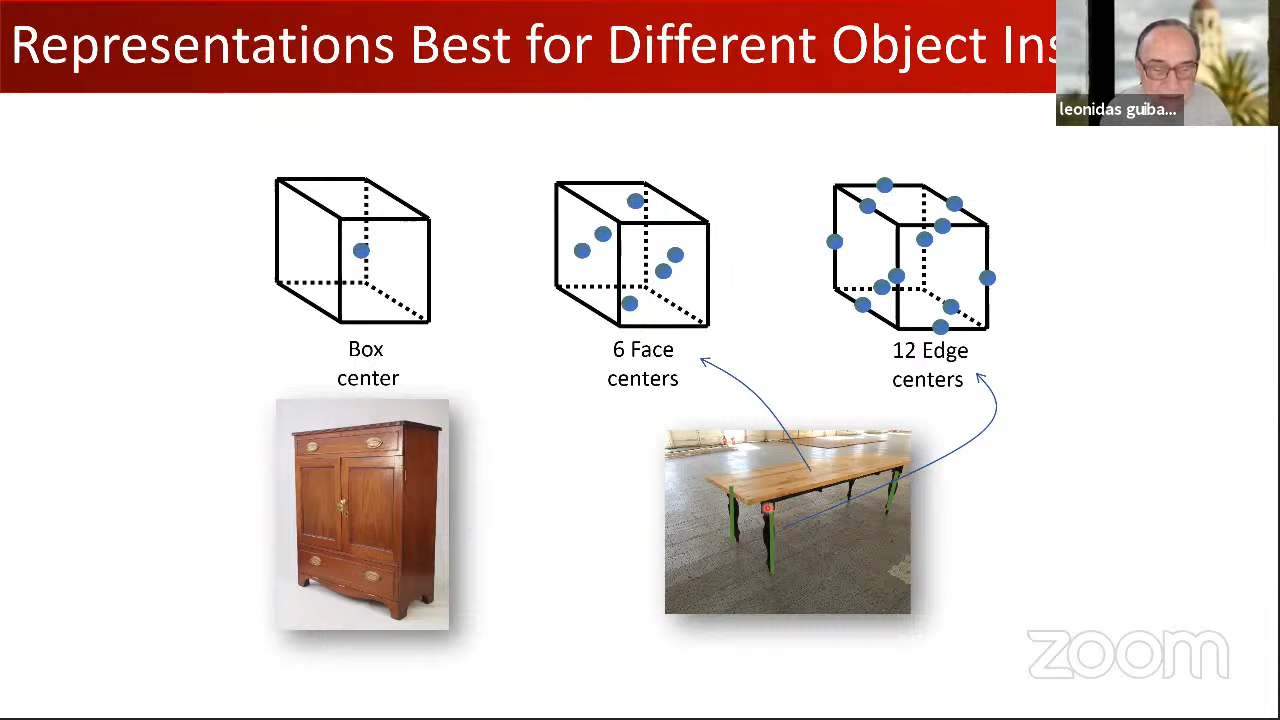 Representations Best for Different Object Ins
leonidas guiba...
Box
center
6 Face
centers
12 Edge
centers
zoom